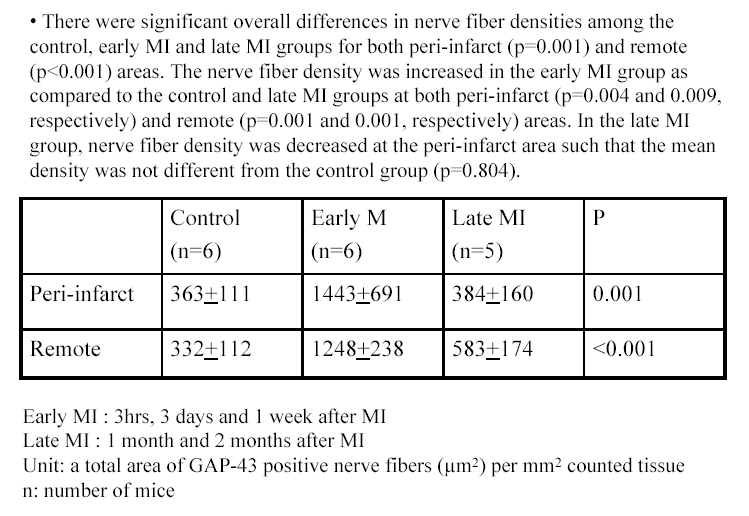 • There were significant overall differences in nerve fiber densities among the
control, early MI and late MI groups for both peri-infarct (p=0.001) and remote
(p<0.001) areas. The nerve fiber density was increased in the early MI group as
compared to the control and late MI groups at both peri-infarct (p=0.004 and 0.009,
respectively) and remote (p=0.001 and 0.001, respectively) areas. In the late MI
group, nerve fiber density was decreased at the peri-infarct area such that the mean
density was not different from the control group (p=0.804).
Control Early M Late MI P
(n=6) (n=6) (n=5)
Peri-infarct 363±111 1443±691 384±160 0.001
Remote 332±112 1248±238 583±174 <0.001
Early MI : 3hrs, 3 days and 1 week after MI
Late MI : 1 month and 2 months after MI
Unit: a total area of GAP-43 positive nerve fibers (µm²) per mm² counted tissue
n: number of mice